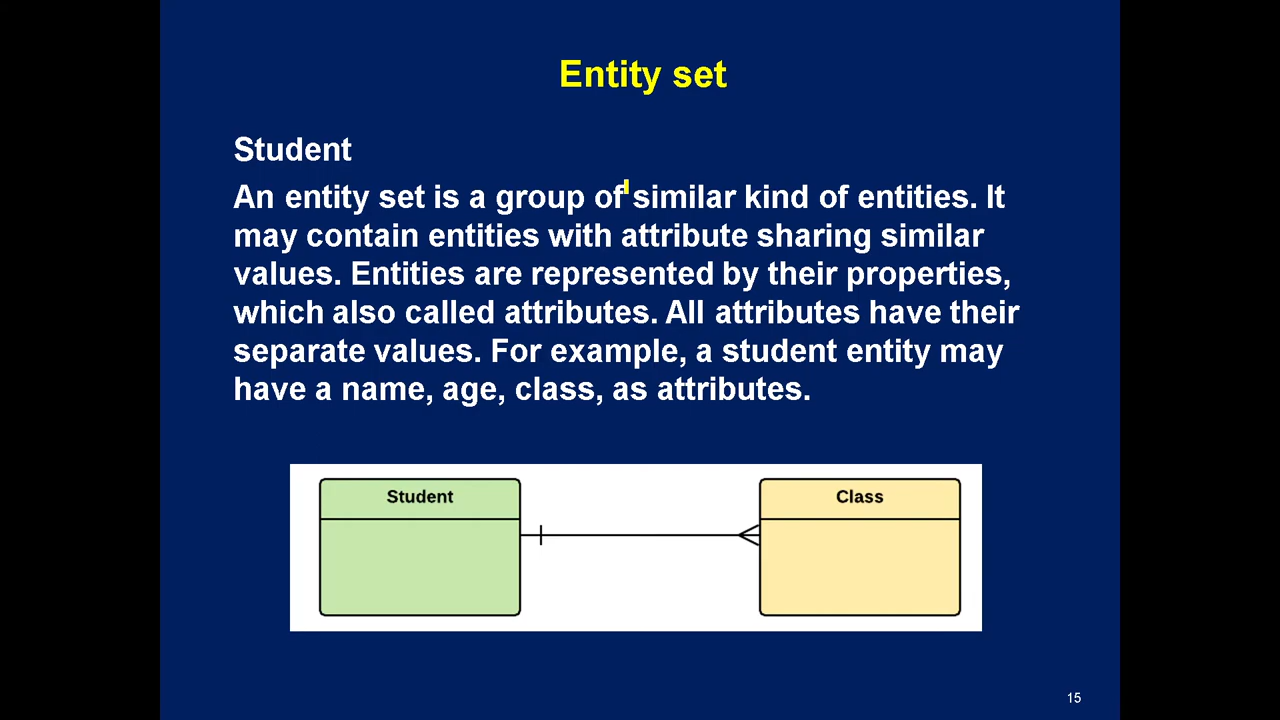 Entity set
Student
An entity set is a group of similar kind of entities. It
may contain entities with attribute sharing similar
values. Entities are represented by their properties,
which also called attributes. All attributes have their
separate values. For example, a student entity may
have a name, age, class, as attributes.
Student
Class
15